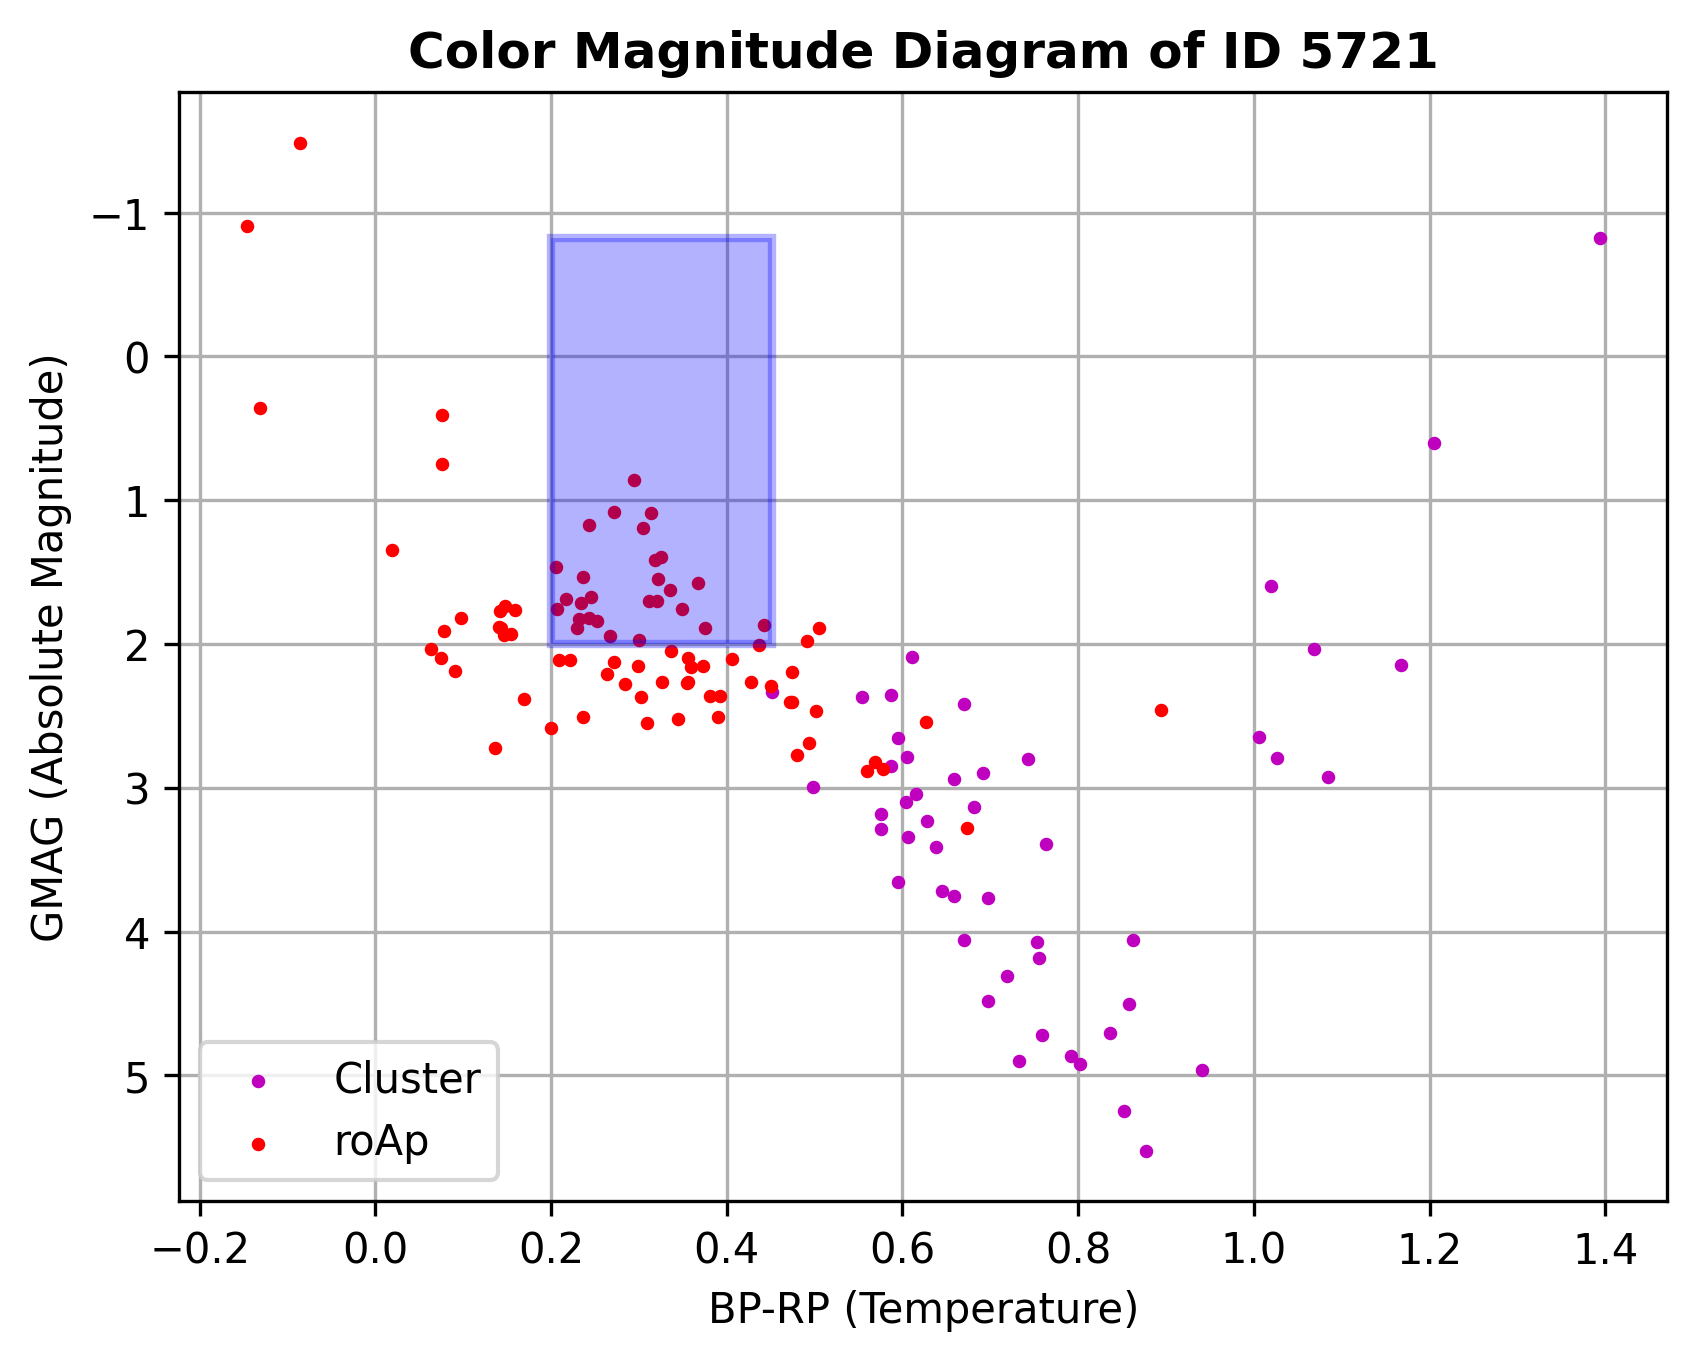 Color Magnitude Diagram of ID 5721
GMAG (Absolute Magnitude)
−1
0
1
2
3
4
5
Cluster
roAp
−0.2 0.0 0.2 0.4 0.6 0.8 1.0 1.2 1.4
BP-RP (Temperature)